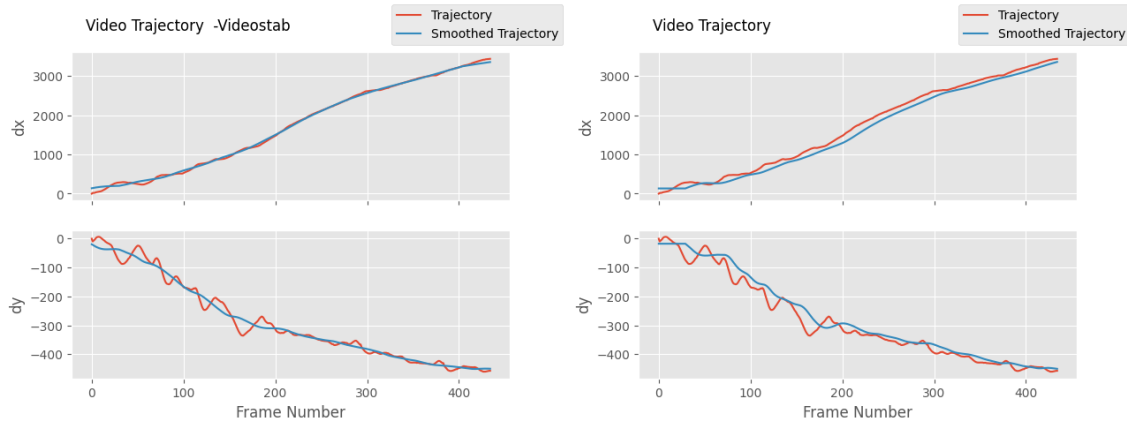 Video Trajectory -Videostab
Trajectory
Smoothed Trajectory
3000
2000
1000
0
dx
0
−100
−200
−300
−400
dy
0 100 200 300 400
Frame Number
Video Trajectory
Trajectory
Smoothed Trajectory
3000
2000
1000
0
dx
0
−100
−200
−300
−400
dy
0 100 200 300 400
Frame Number